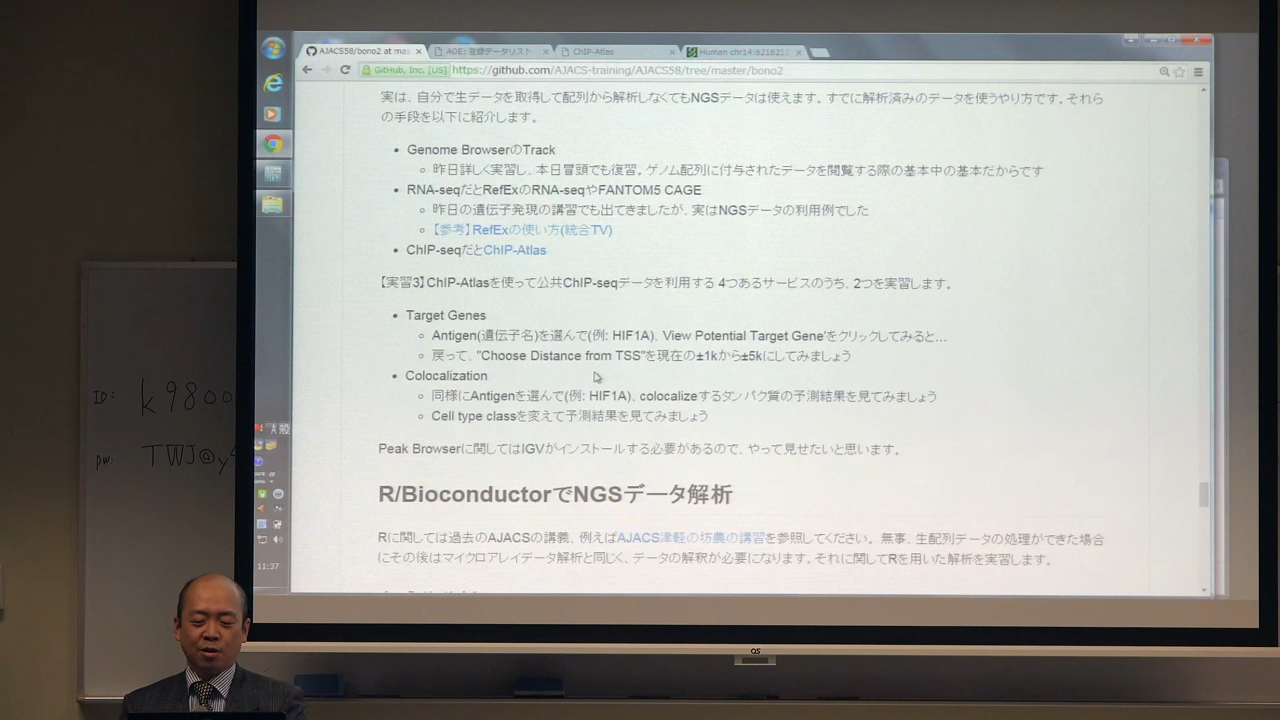 AJACS58/bono2 at mas
AOE: 登録データリスト
ChIP-Atlas
Human chr14:621621
GitHub, Inc. [US]
https://github.com/AJACS-training/AJACS58/tree/master/bono2
実は、自分で生データを取得して配列から解析しなくてもNGSデータは使えます。すでに解析済みのデータを使うやり方です。それら
の手段を以下に紹介します。
Genome BrowserのTrack
昨日詳しく実習し、本日冒頭でも復習。ゲノム配列に付与されたデータを閲覧する際の基本中の基本だからです
RNA-seqだとRefExのRNA-seqやFANTOM5 CAGE
昨日の遺伝子発現の講習でも出てきましたが、実はNGSデータの利用例でした
【参考】RefExの使い方(統合TV)
ChIP-seqだとChIP-Atlas
【実習3】ChIP-Atlasを使って公共ChIP-seqデータを利用する 4つあるサービスのうち、2つを実習します。
Target Genes
Antigen(遺伝子名)を選んで(例: HIF1A)、View Potential Target Gene'をクリックしてみると...
戻って、"Choose Distance from TSS"を現在の±1kから±5kにしてみましょう
Colocalization
同様にAntigenを選んで(例: HIF1A)、colocalizeするタンパク質の予測結果を見てみましょう
Cell type classを変えて予測結果を見てみましょう
Peak Browserに関してはIGVがインストールする必要があるので、やって見せたいと思います。
R/BioconductorでNGSデータ解析
Rに関しては過去のAJACSの講義、例えばAJACS津軽の坊農の講習を参照してください。 無事、生配列データの処理ができた場合
にその後はマイクロアレイデータ解析と同じく、データの解釈が必要になります。それに関してRを用いた解析を実習します。
A般
11:37
ID: k9800
pw: TWJ@y
OS